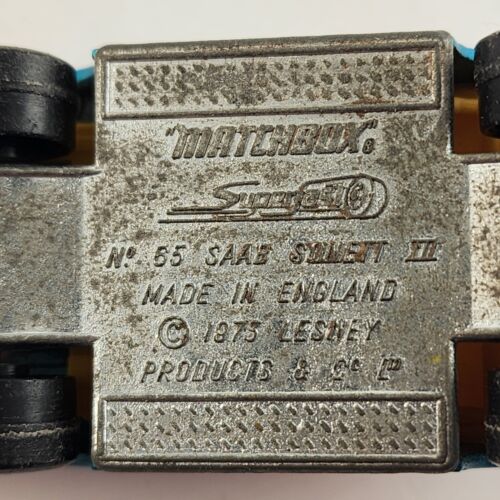 "MATCHBOX"®
Superfast
Nº 65 SAAB SONETT III
MADE IN ENGLAND
© 1973 LESNEY
PRODUCTS & Cº Lᵀᴰ